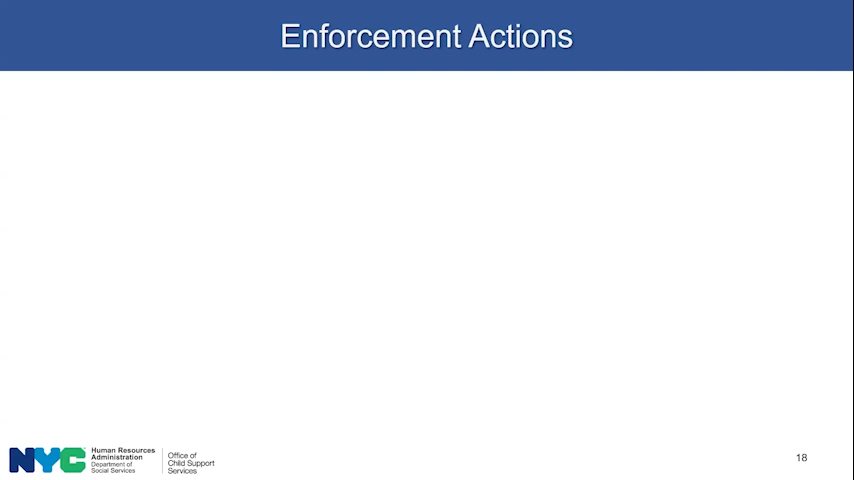 Enforcement Actions
NYC
Human Resources
Administration
Department of
Social Services
Office of
Child Support
Services
18